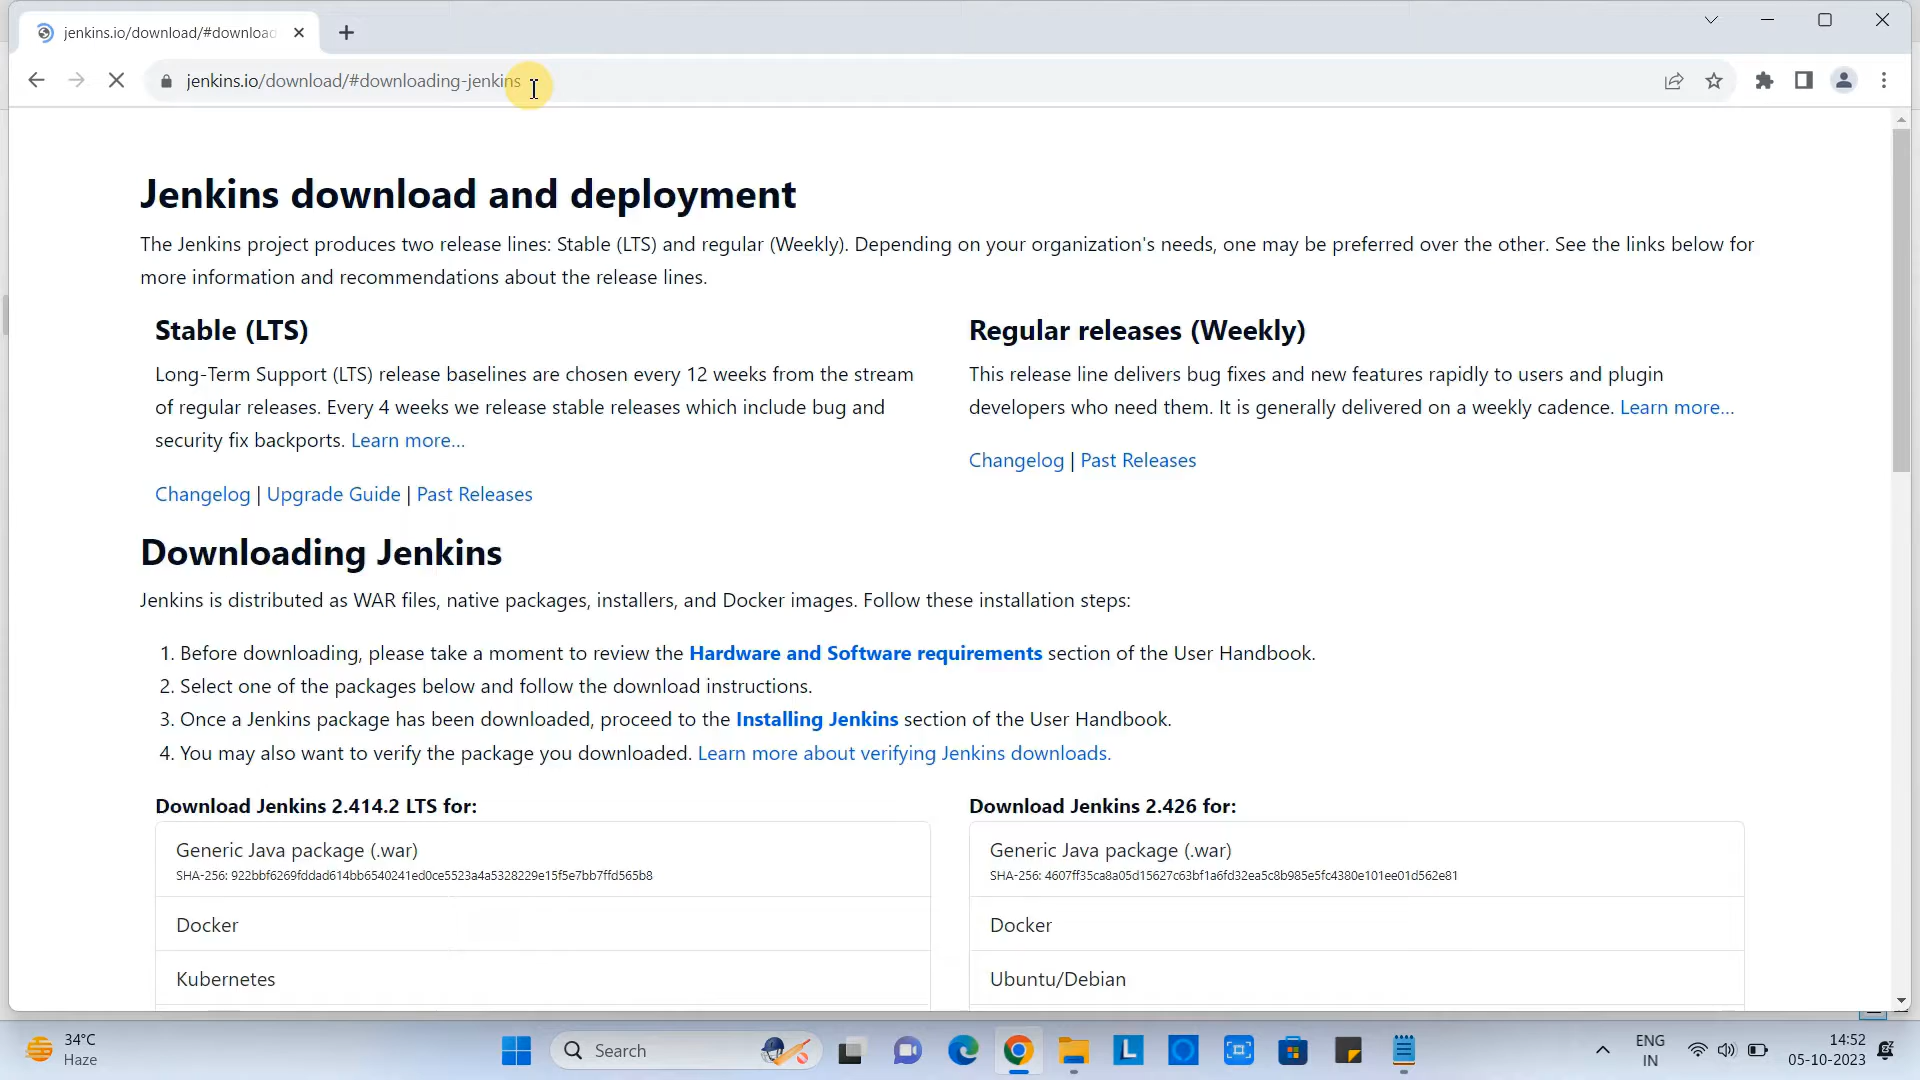 jenkins.io/download/#download
jenkins.io/download/#downloading-jenkins
Jenkins download and deployment
The Jenkins project produces two release lines: Stable (LTS) and regular (Weekly). Depending on your organization's needs, one may be preferred over the other. See the links below for
more information and recommendations about the release lines.
Stable (LTS)
Long-Term Support (LTS) release baselines are chosen every 12 weeks from the stream
of regular releases. Every 4 weeks we release stable releases which include bug and
security fix backports. Learn more...
Changelog | Upgrade Guide | Past Releases
Regular releases (Weekly)
This release line delivers bug fixes and new features rapidly to users and plugin
developers who need them. It is generally delivered on a weekly cadence. Learn more...
Changelog | Past Releases
Downloading Jenkins
Jenkins is distributed as WAR files, native packages, installers, and Docker images. Follow these installation steps:
1. Before downloading, please take a moment to review the Hardware and Software requirements section of the User Handbook.
2. Select one of the packages below and follow the download instructions.
3. Once a Jenkins package has been downloaded, proceed to the Installing Jenkins section of the User Handbook.
4. You may also want to verify the package you downloaded. Learn more about verifying Jenkins downloads.
Download Jenkins 2.414.2 LTS for:
Generic Java package (.war)
SHA-256: 922bbf6269fddad614bb6540241ed0ce5523a4a5328229e15f5e7bb7ffd565b8
Docker
Kubernetes
Download Jenkins 2.426 for:
Generic Java package (.war)
SHA-256: 4607ff35ca8a05d15627c63bf1a6fd32ea5c8b985e5fc4380e101ee01d562e81
Docker
Ubuntu/Debian
34°C
Haze
Search
L
ENG
IN
14:52
05-10-2023